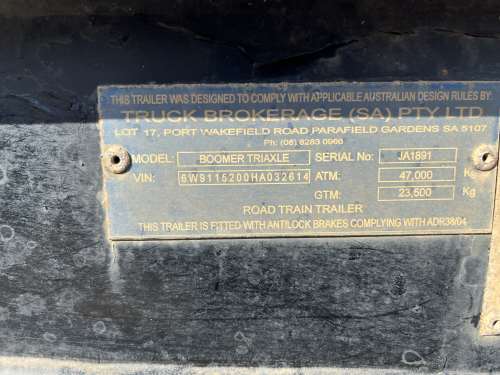 THIS TRAILER WAS DESIGNED TO COMPLY WITH APPLICABLE AUSTRALIAN DESIGN RULES BY:
TRUCK BROKERAGE (SA) PTY LTD
LOT 17, PORT WAKEFIELD ROAD PARAFIELD GARDENS SA 5107
PH (08) 8283 0966
MODEL: BOOMER TRIAXLE SERIAL No: JA1891
VIN: 6W9115200HA032614 ATM: 47,000 Kg
GTM: 23,500 Kg
ROAD TRAIN TRAILER
THIS TRAILER IS FITTED WITH ANTILOCK BRAKES COMPLYING WITH ADR38/04